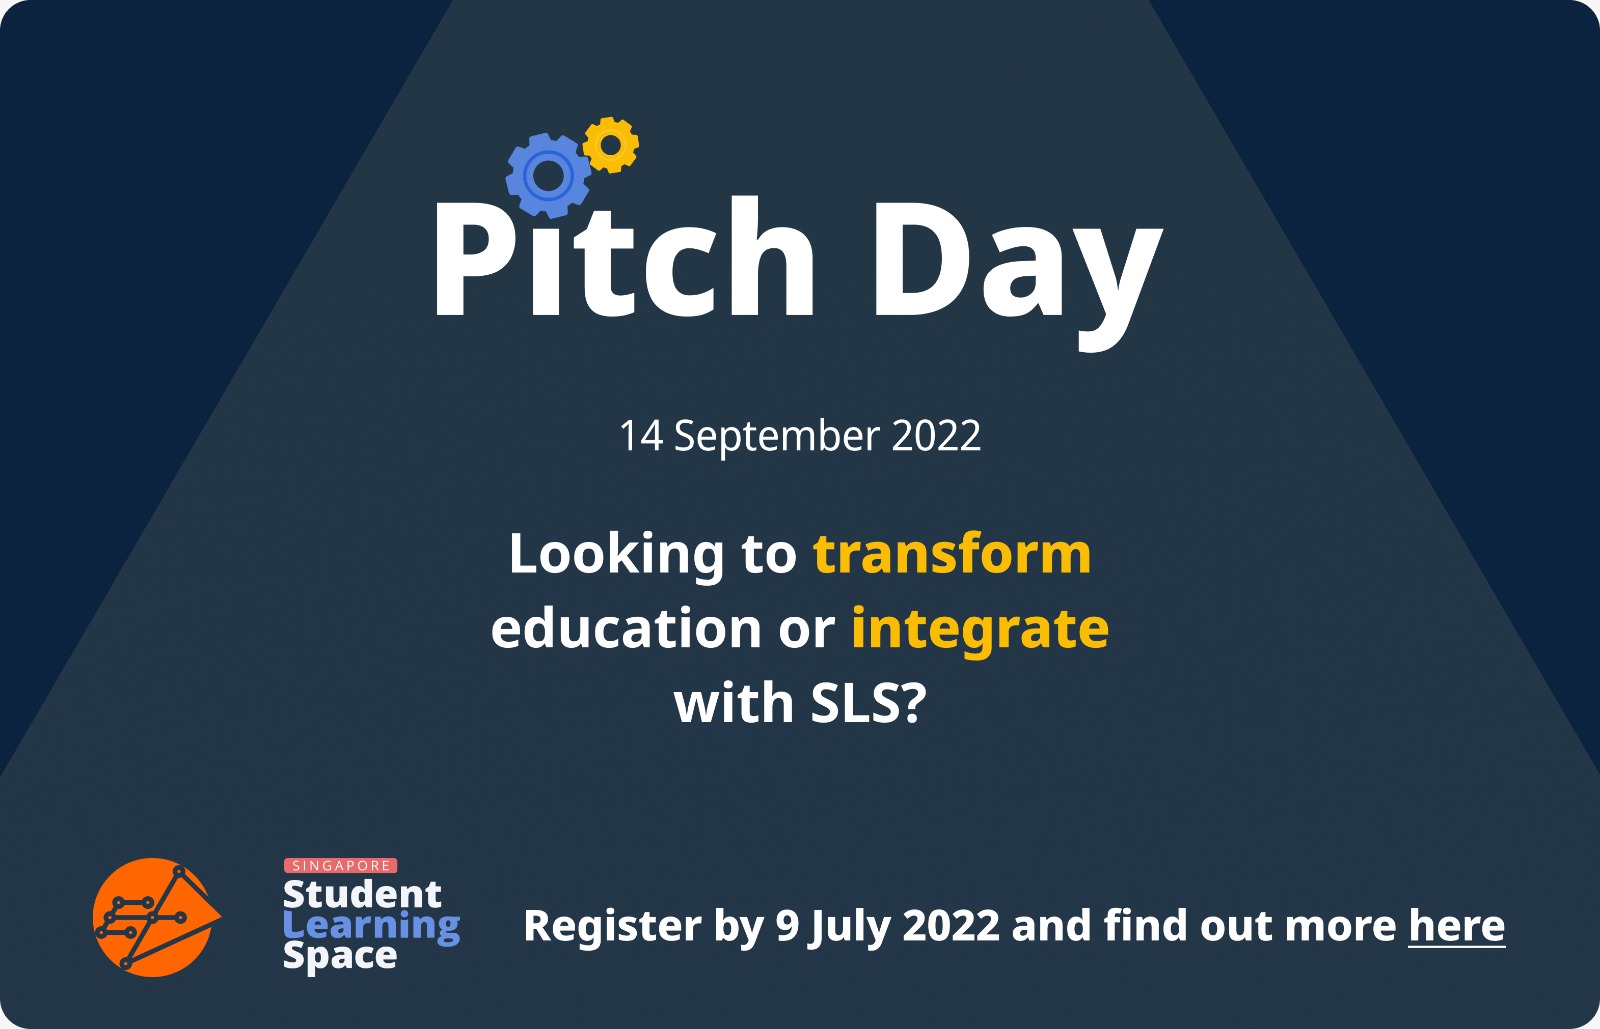 Pitch Day
14 September 2022
Looking to transform
education or integrate
with SLS?
SINGAPORE
Student
Learning
Space
Register by 9 July 2022 and find out more here